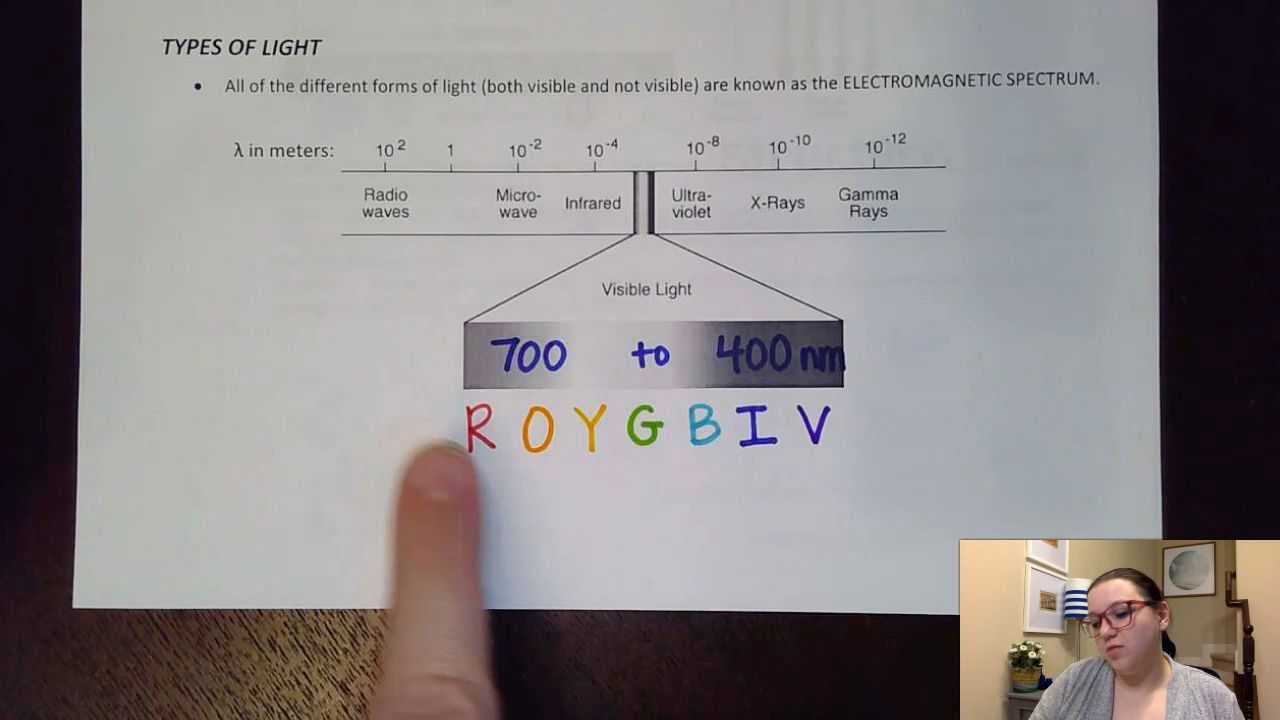 TYPES OF LIGHT
• All of the different forms of light (both visible and not visible) are known as the ELECTROMAGNETIC SPECTRUM.
λ in meters: 10² 1 10⁻² 10⁻⁴ 10⁻⁸ 10⁻¹⁰ 10⁻¹²
Radio waves Micro-wave Infrared Ultra-violet X-Rays Gamma Rays
Visible Light
700 to 400 nm
R O Y G B I V